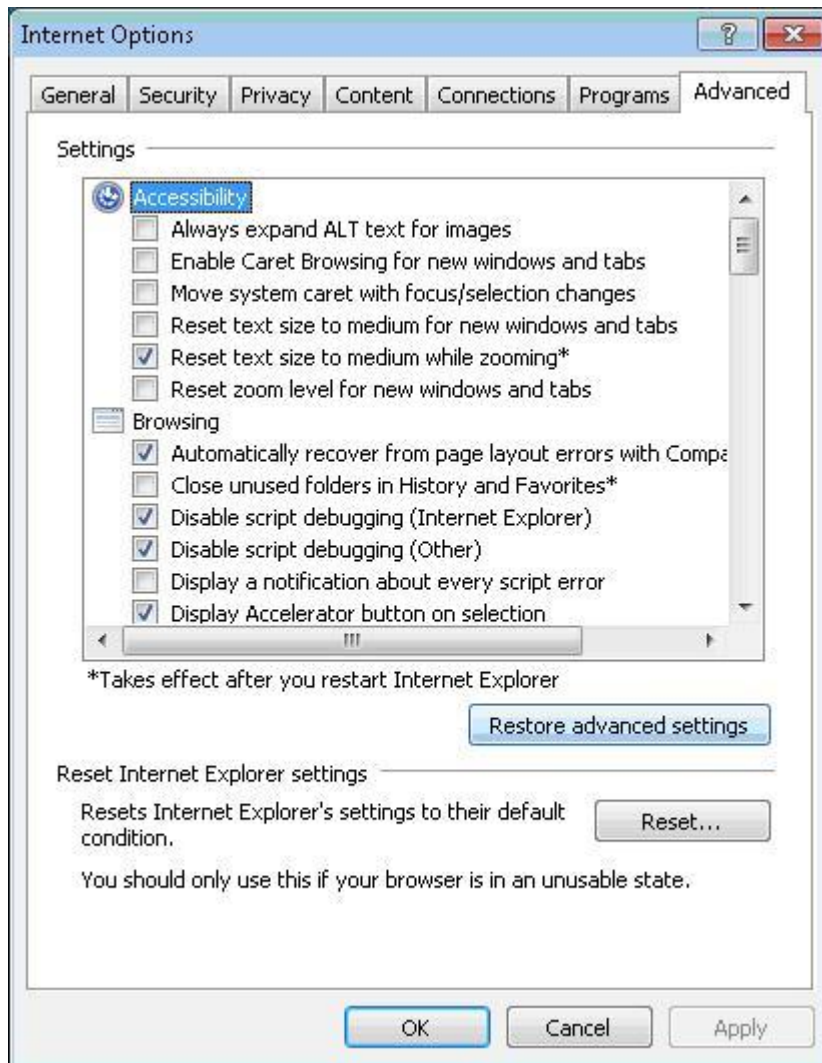 Internet Options
General Security Privacy Content Connections Programs Advanced
Settings
Accessibility
Always expand ALT text for images
Enable Caret Browsing for new windows and tabs
Move system caret with focus/selection changes
Reset text size to medium for new windows and tabs
Reset text size to medium while zooming*
Reset zoom level for new windows and tabs
Browsing
Automatically recover from page layout errors with Compa
Close unused folders in History and Favorites*
Disable script debugging (Internet Explorer)
Disable script debugging (Other)
Display a notification about every script error
Display Accelerator button on selection
*Takes effect after you restart Internet Explorer
Restore advanced settings
Reset Internet Explorer settings
Resets Internet Explorer's settings to their default
condition.
Reset...
You should only use this if your browser is in an unusable state.
OK Cancel Apply